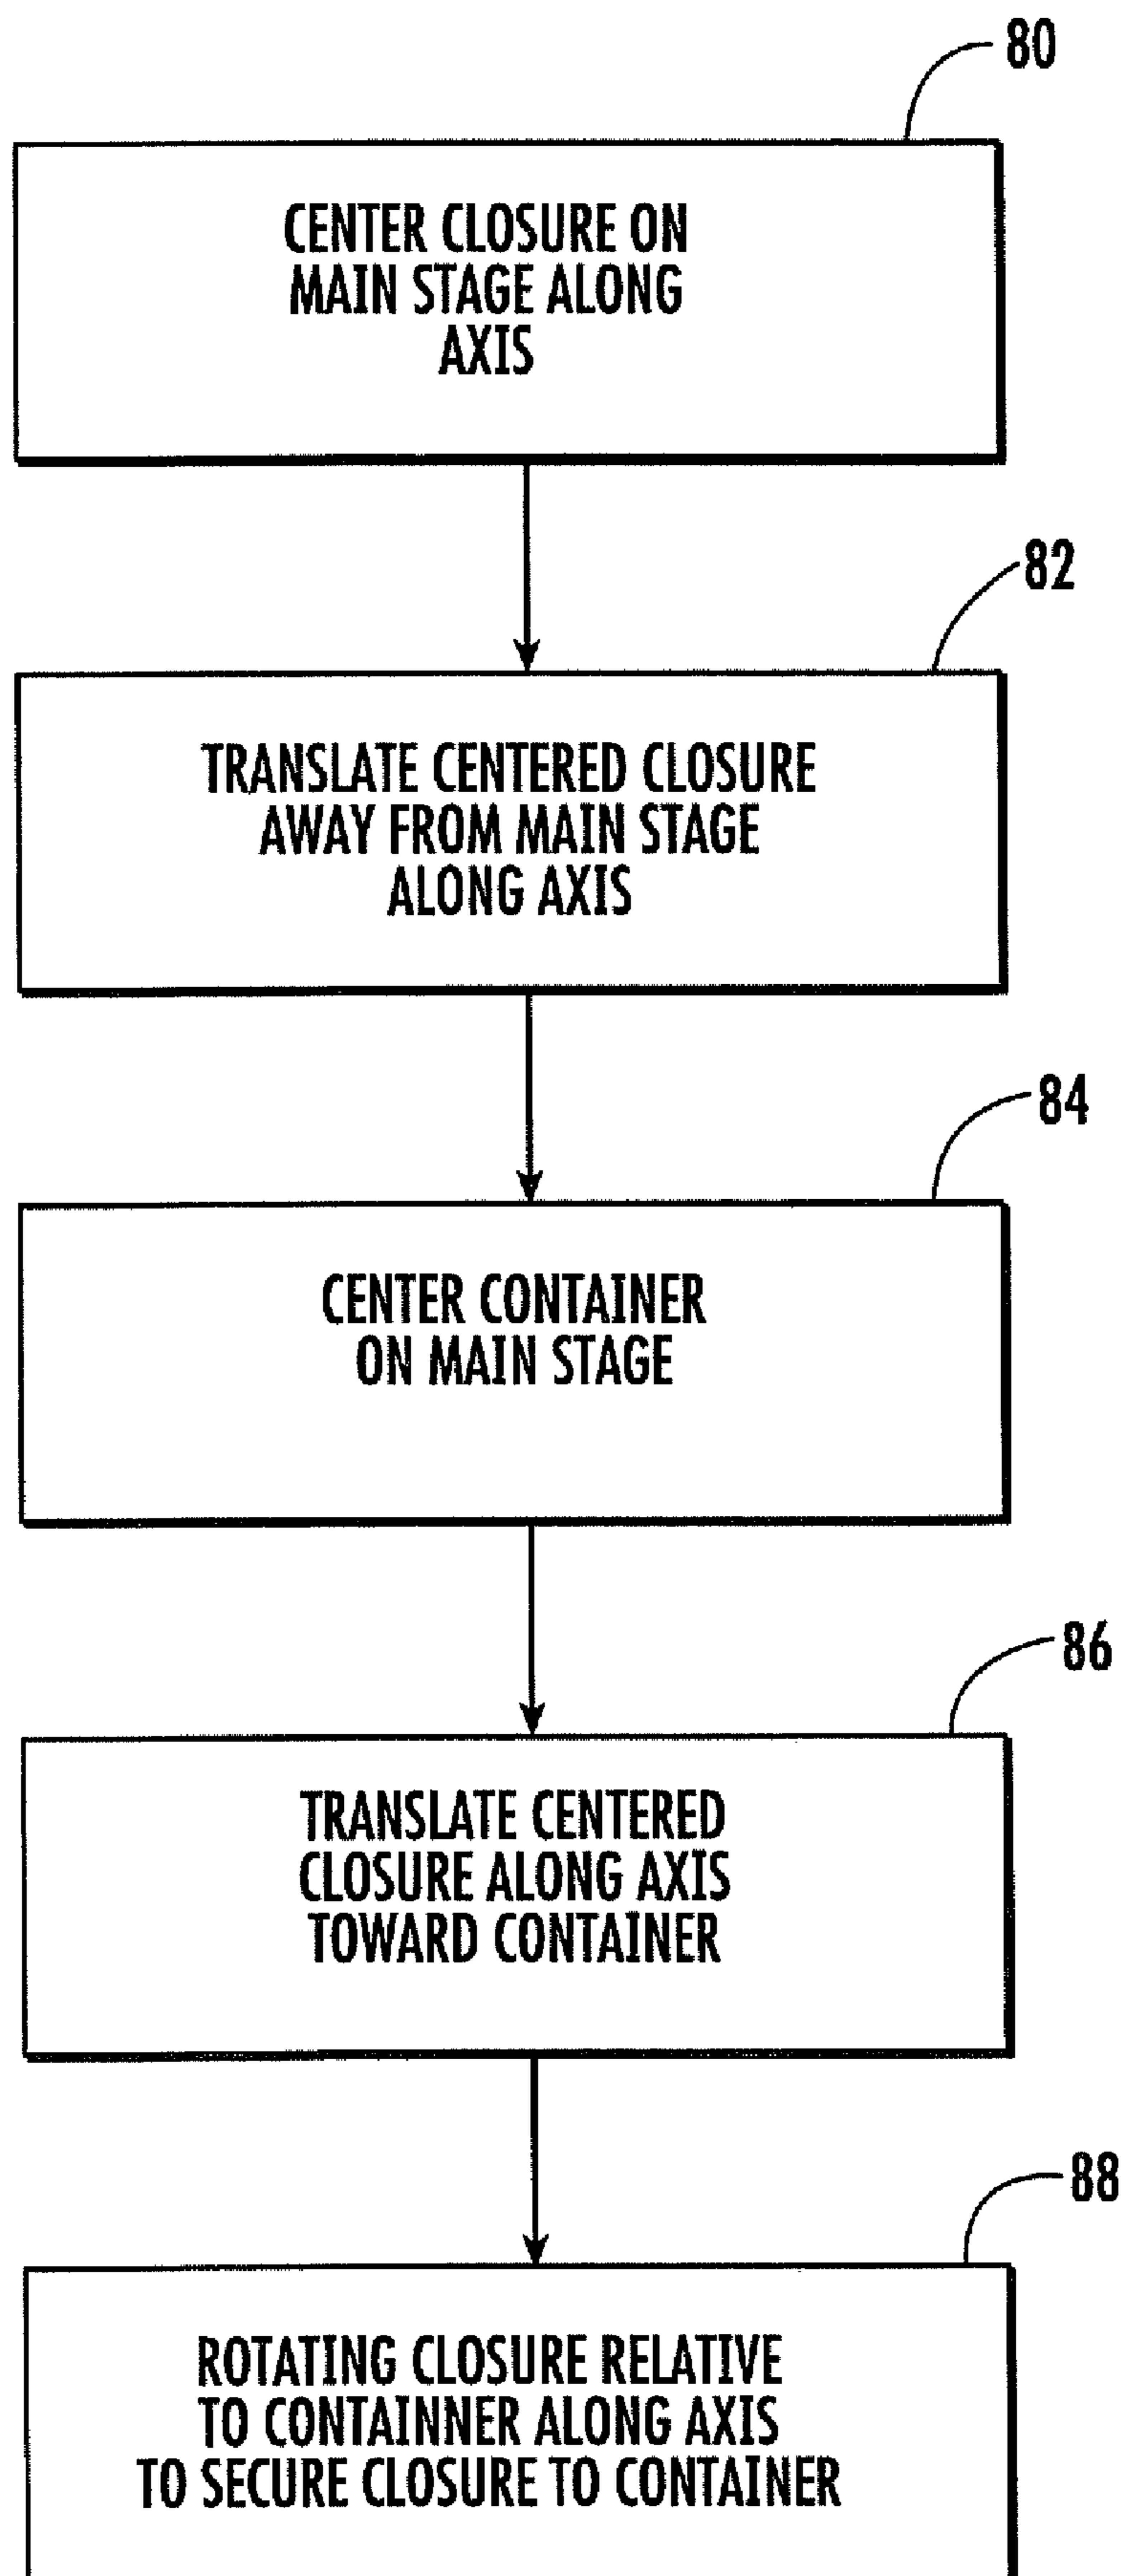 80
CENTER CLOSURE ON
MAIN STAGE ALONG
AXIS
82
TRANSLATE CENTERED CLOSURE
AWAY FROM MAIN STAGE
ALONG AXIS
84
CENTER CONTAINER
ON MAIN STAGE
86
TRANSLATE CENTERED
CLOSURE ALONG AXIS
TOWARD CONTAINER
88
ROTATING CLOSURE RELATIVE
TO CONTAINNER ALONG AXIS
TO SECURE CLOSURE TO CONTAINER